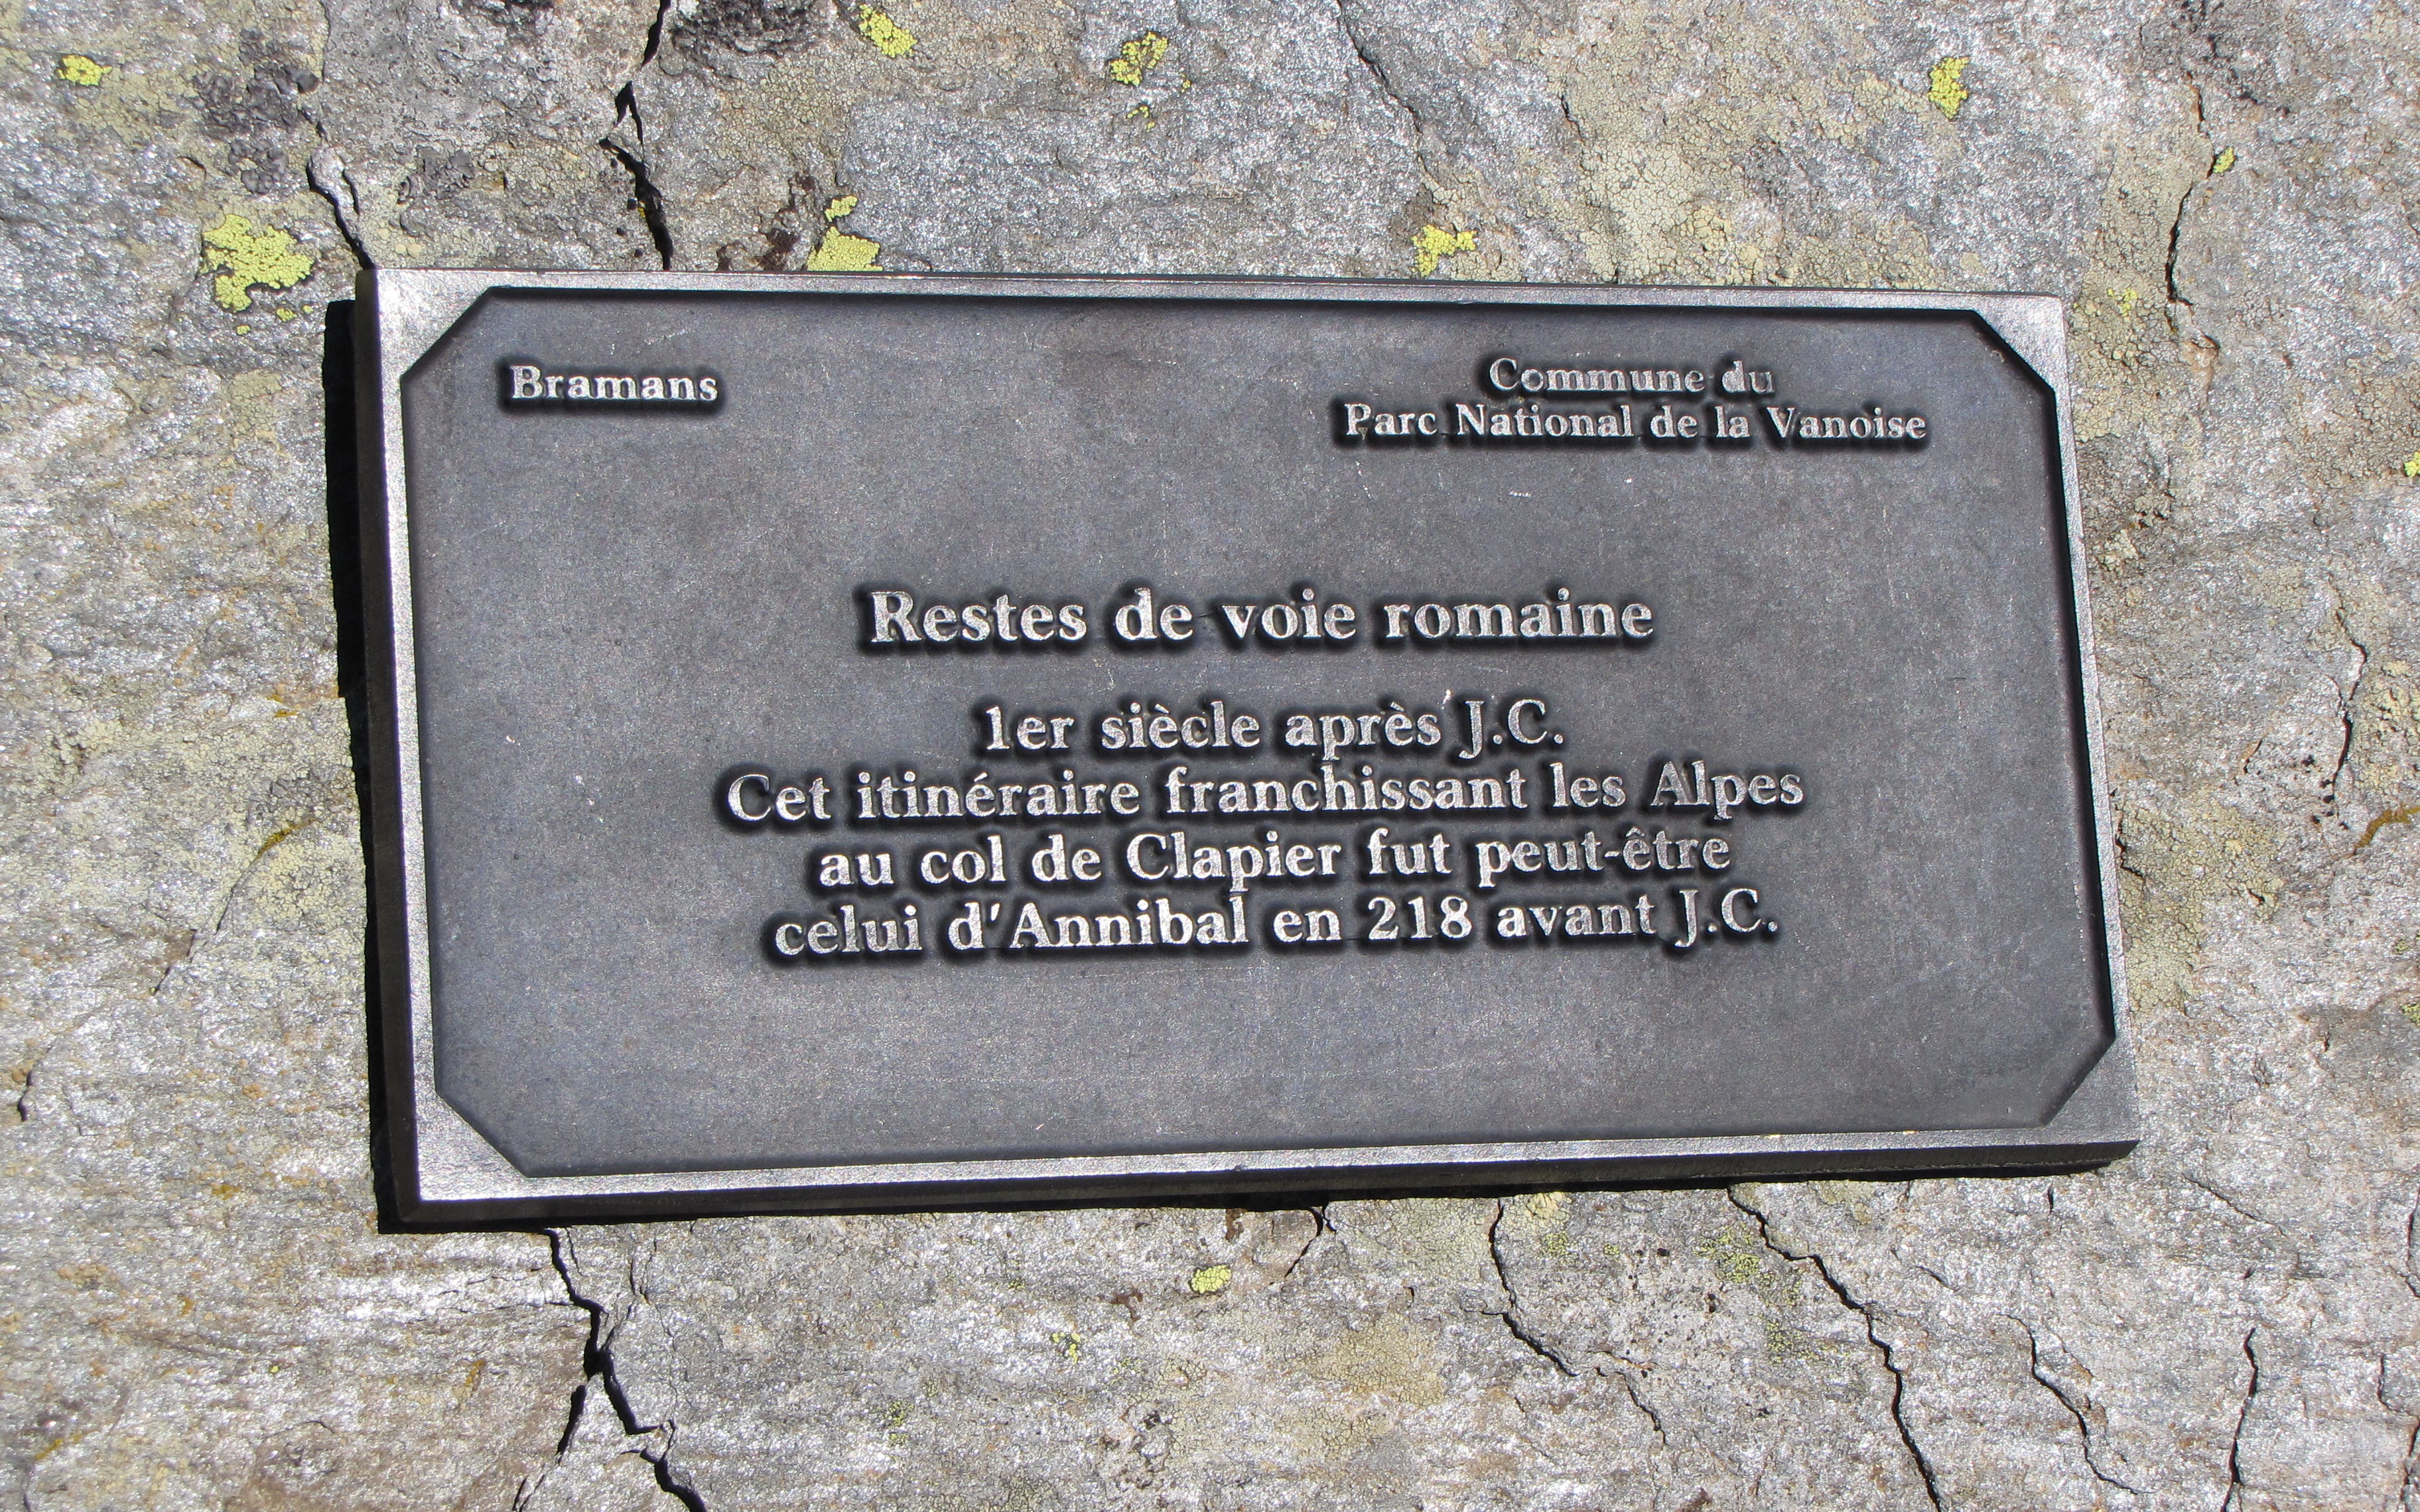 Bramans
Commune du
Parc National de la Vanoise
Restes de voie romaine
1er siècle après J.C.
Cet itinéraire franchissant les Alpes
au col de Clapier fut peut-être
celui d'Annibal en 218 avant J.C.